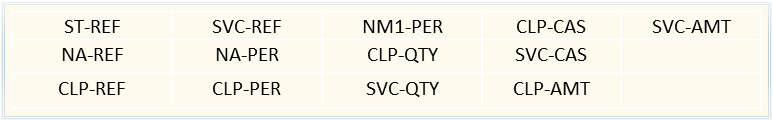 ST-REF SVC-REF NM1-PER CLP-CAS SVC-AMT
NA-REF NA-PER CLP-QTY SVC-CAS
CLP-REF CLP-PER SVC-QTY CLP-AMT